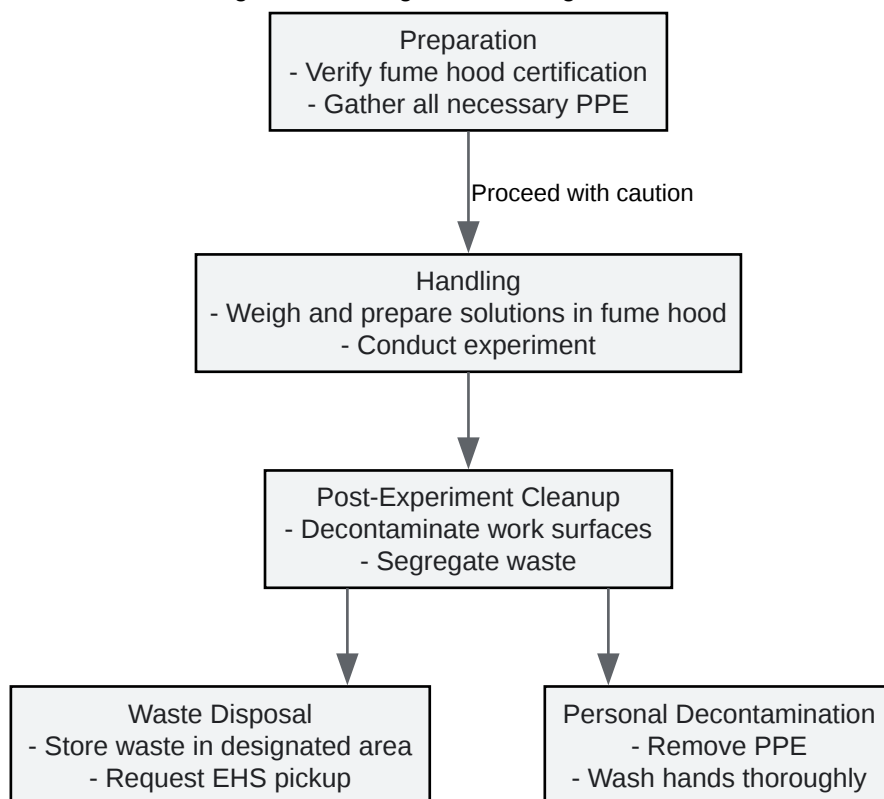 Preparation
- Verify fume hood certification
- Gather all necessary PPE
Proceed with caution
Handling
- Weigh and prepare solutions in fume hood
- Conduct experiment
Post-Experiment Cleanup
- Decontaminate work surfaces
- Segregate waste
Waste Disposal
- Store waste in designated area
- Request EHS pickup
Personal Decontamination
- Remove PPE
- Wash hands thoroughly